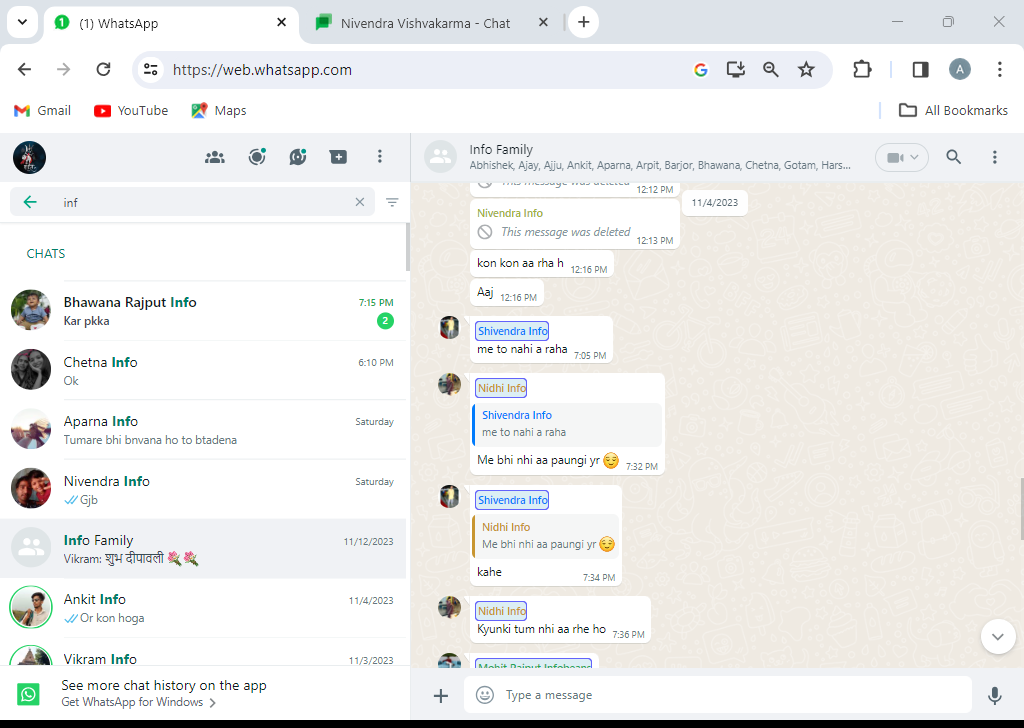 (1) WhatsApp
Nivendra Vishvakarma - Chat
https://web.whatsapp.com
A
Gmail
YouTube
Maps
All Bookmarks
inf
CHATS
Bhawana Rajput Info
7:15 PM
Kar pkka
2
Chetna Info
6:10 PM
Ok
Aparna Info
Saturday
Tumare bhi bnvana ho to btadena
Nivendra Info
Saturday
Gjb
Info Family
11/12/2023
Vikram: शुभ दीपावली 💐💐
Ankit Info
11/4/2023
Or kon hoga
Vikram Info
11/3/2023
See more chat history on the app
Get WhatsApp for Windows
Info Family
Abhishek, Ajay, Ajju, Ankit, Aparna, Arpit, Barjor, Bhawana, Chetna, Gotam, Hars...
This message was deleted
12:12 PM
11/4/2023
Nivendra Info
This message was deleted
12:13 PM
kon kon aa rha h 12:16 PM
Aaj 12:16 PM
Shivendra Info
me to nahi a raha 7:05 PM
Nidhi Info
Shivendra Info
me to nahi a raha
Me bhi nhi aa paungi yr 😌 7:32 PM
Shivendra Info
Nidhi Info
Me bhi nhi aa paungi yr 😌
kahe 7:34 PM
Nidhi Info
Kyunki tum nhi aa rhe ho 7:36 PM
Mohit Rajput Infobeans
Type a message